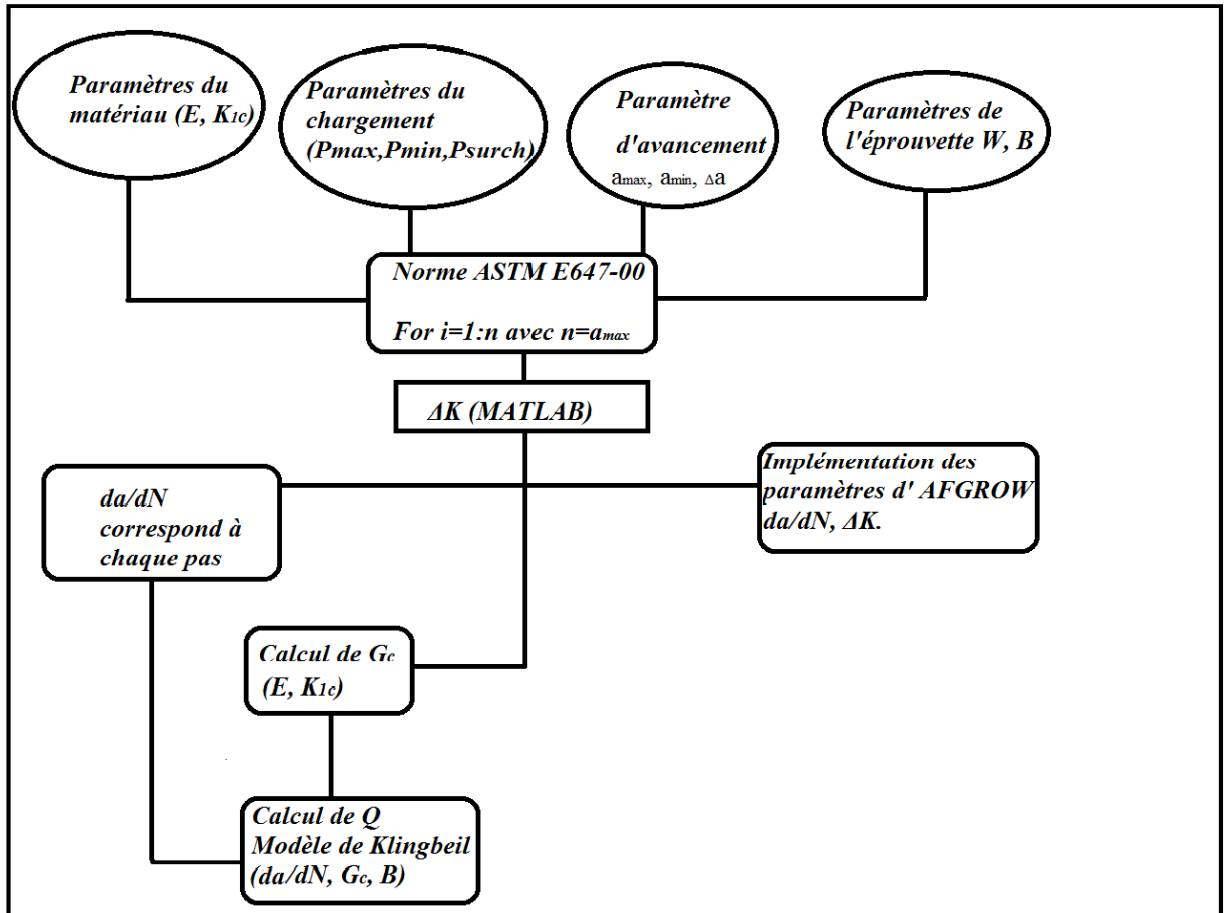 Paramètres du
matériau (E, K1c)
Paramètres du
chargement
(Pmax,Pmin,Psurch)
Paramètre
d'avancement
amax, amin, Δa
Paramètres de
l'éprouvette W, B
Norme ASTM E647-00
For i=1:n avec n=amax
ΔK (MATLAB)
da/dN
correspond à
chaque pas
Implémentation des
paramètres d' AFGROW
da/dN, ΔK.
Calcul de Gc
(E, K1c)
Calcul de Q
Modèle de Klingbeil
(da/dN, Gc, B)